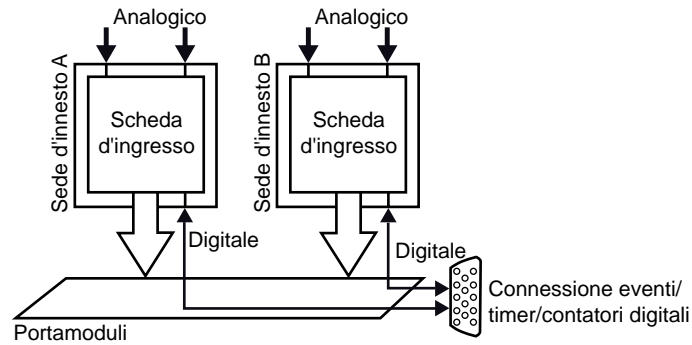 Analogico
Analogico
Sede d'innesto A
Scheda
d'ingresso
Sede d'innesto B
Scheda
d'ingresso
Digitale
Digitale
Connessione eventi/
timer/contatori digitali
Portamoduli